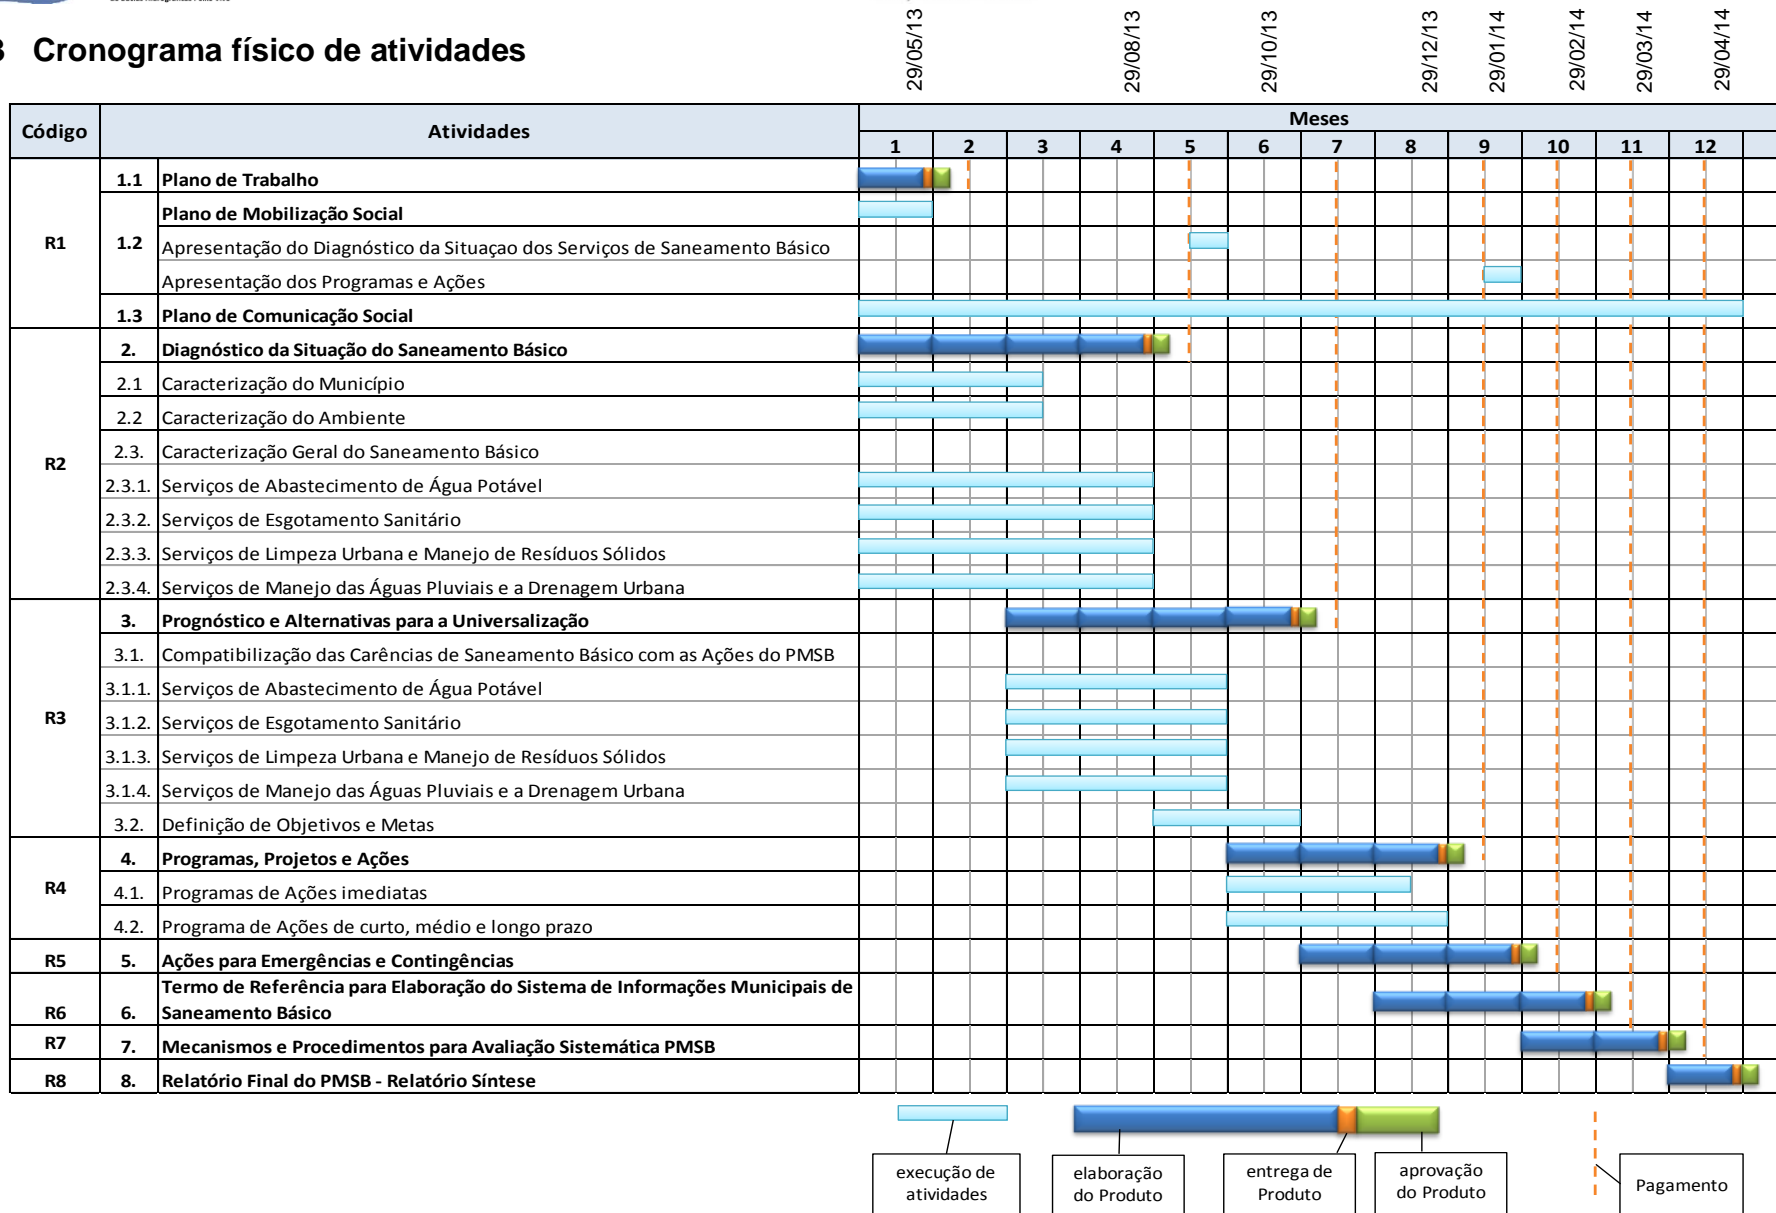 3 Cronograma físico de atividades
29/05/13
29/08/13
29/10/13
29/12/13
29/01/14
29/02/14
29/03/14
29/04/14
Código Atividades Meses
1 2 3 4 5 6 7 8 9 10 11 12
R1
1.1 Plano de Trabalho
1.2 Plano de Mobilização Social
Apresentação do Diagnóstico da Situaçao dos Serviços de Saneamento Básico
Apresentação dos Programas e Ações
1.3 Plano de Comunicação Social
R2
2. Diagnóstico da Situação do Saneamento Básico
2.1 Caracterização do Município
2.2 Caracterização do Ambiente
2.3. Caracterização Geral do Saneamento Básico
2.3.1. Serviços de Abastecimento de Água Potável
2.3.2. Serviços de Esgotamento Sanitário
2.3.3. Serviços de Limpeza Urbana e Manejo de Resíduos Sólidos
2.3.4. Serviços de Manejo das Águas Pluviais e a Drenagem Urbana
R3
3. Prognóstico e Alternativas para a Universalização
3.1. Compatibilização das Carências de Saneamento Básico com as Ações do PMSB
3.1.1. Serviços de Abastecimento de Água Potável
3.1.2. Serviços de Esgotamento Sanitário
3.1.3. Serviços de Limpeza Urbana e Manejo de Resíduos Sólidos
3.1.4. Serviços de Manejo das Águas Pluviais e a Drenagem Urbana
3.2. Definição de Objetivos e Metas
R4
4. Programas, Projetos e Ações
4.1. Programas de Ações imediatas
4.2. Programa de Ações de curto, médio e longo prazo
R5 5. Ações para Emergências e Contingências
R6 6. Termo de Referência para Elaboração do Sistema de Informações Municipais de
Saneamento Básico
R7 7. Mecanismos e Procedimentos para Avaliação Sistemática PMSB
R8 8. Relatório Final do PMSB - Relatório Síntese
execução de
atividades
elaboração
do Produto
entrega de
Produto
aprovação
do Produto
Pagamento